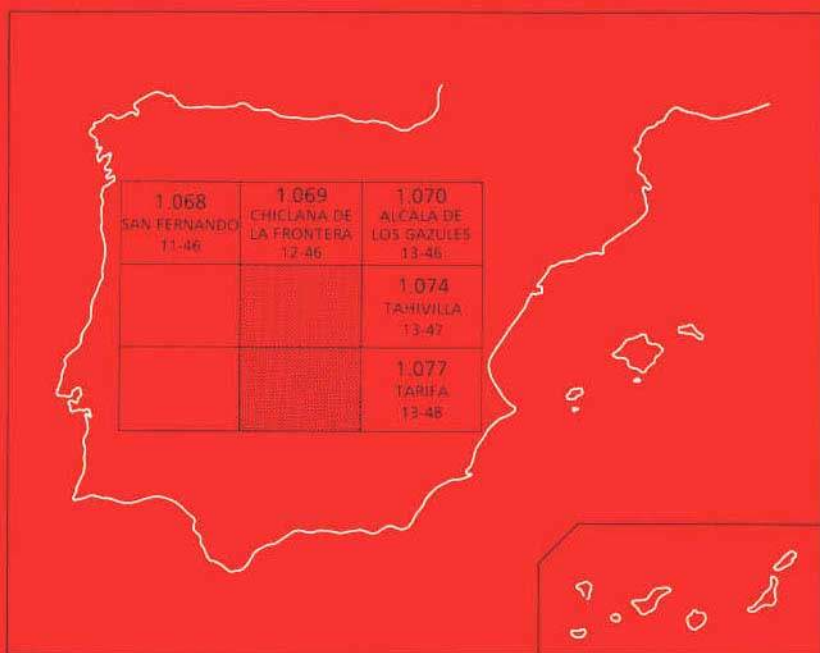 1.068
SAN FERNANDO
11-46
1.069
CHICLANA DE
LA FRONTERA
12-46
1.070
ALCALA DE
LOS GAZULES
13-46
1.074
TAHIVILLA
13-47
1.077
TARIFA
13-48